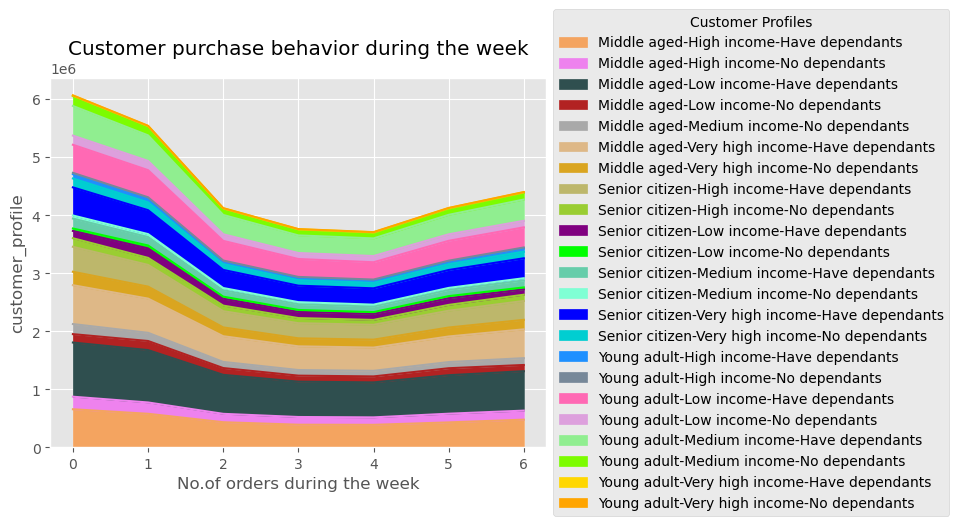 Customer purchase behavior during the week
1e6
6
5
4
3
2
1
0
customer_profile
0 1 2 3 4 5 6
No.of orders during the week
Customer Profiles
Middle aged-High income-Have dependants
Middle aged-High income-No dependants
Middle aged-Low income-Have dependants
Middle aged-Low income-No dependants
Middle aged-Medium income-No dependants
Middle aged-Very high income-Have dependants
Middle aged-Very high income-No dependants
Senior citizen-High income-Have dependants
Senior citizen-High income-No dependants
Senior citizen-Low income-Have dependants
Senior citizen-Low income-No dependants
Senior citizen-Medium income-Have dependants
Senior citizen-Medium income-No dependants
Senior citizen-Very high income-Have dependants
Senior citizen-Very high income-No dependants
Young adult-High income-Have dependants
Young adult-High income-No dependants
Young adult-Low income-Have dependants
Young adult-Low income-No dependants
Young adult-Medium income-Have dependants
Young adult-Medium income-No dependants
Young adult-Very high income-Have dependants
Young adult-Very high income-No dependants